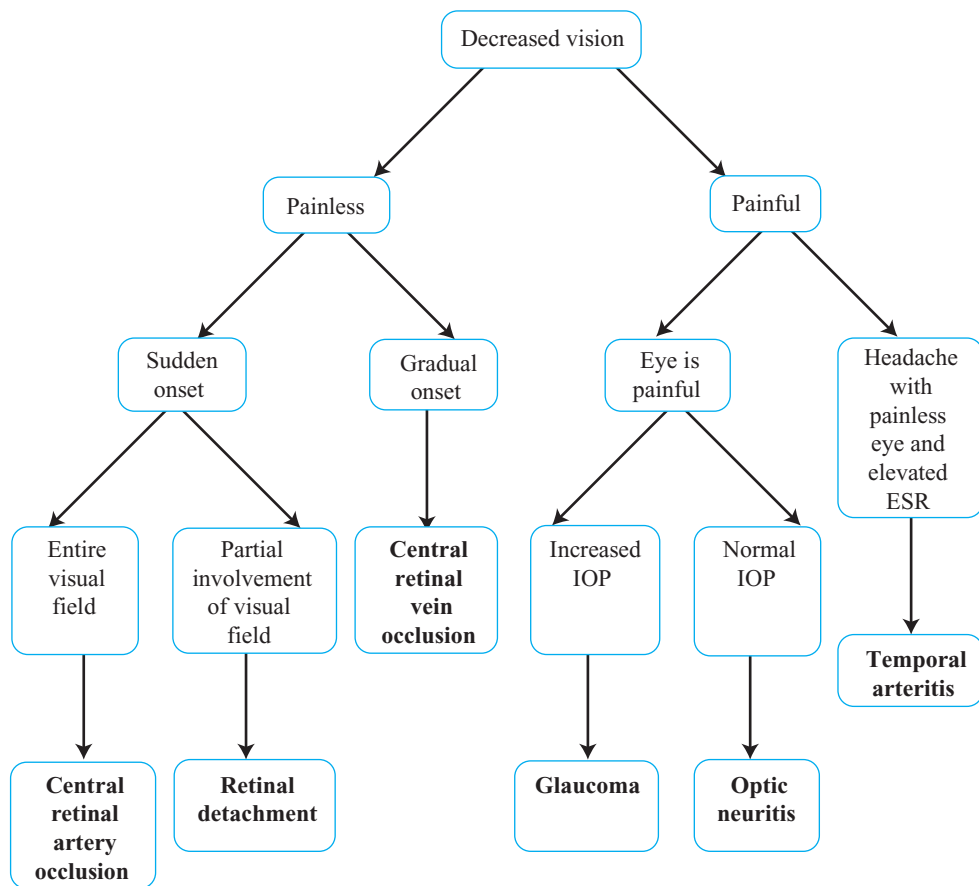 Decreased vision
Painless
Painful
Sudden
onset
Gradual
onset
Eye is
painful
Headache
with
painless
eye and
elevated
ESR
Entire
visual
field
Partial
involvement
of visual
field
Central
retinal
vein
occlusion
Increased
IOP
Normal
IOP
Temporal
arteritis
Central
retinal
artery
occlusion
Retinal
detachment
Glaucoma
Optic
neuritis